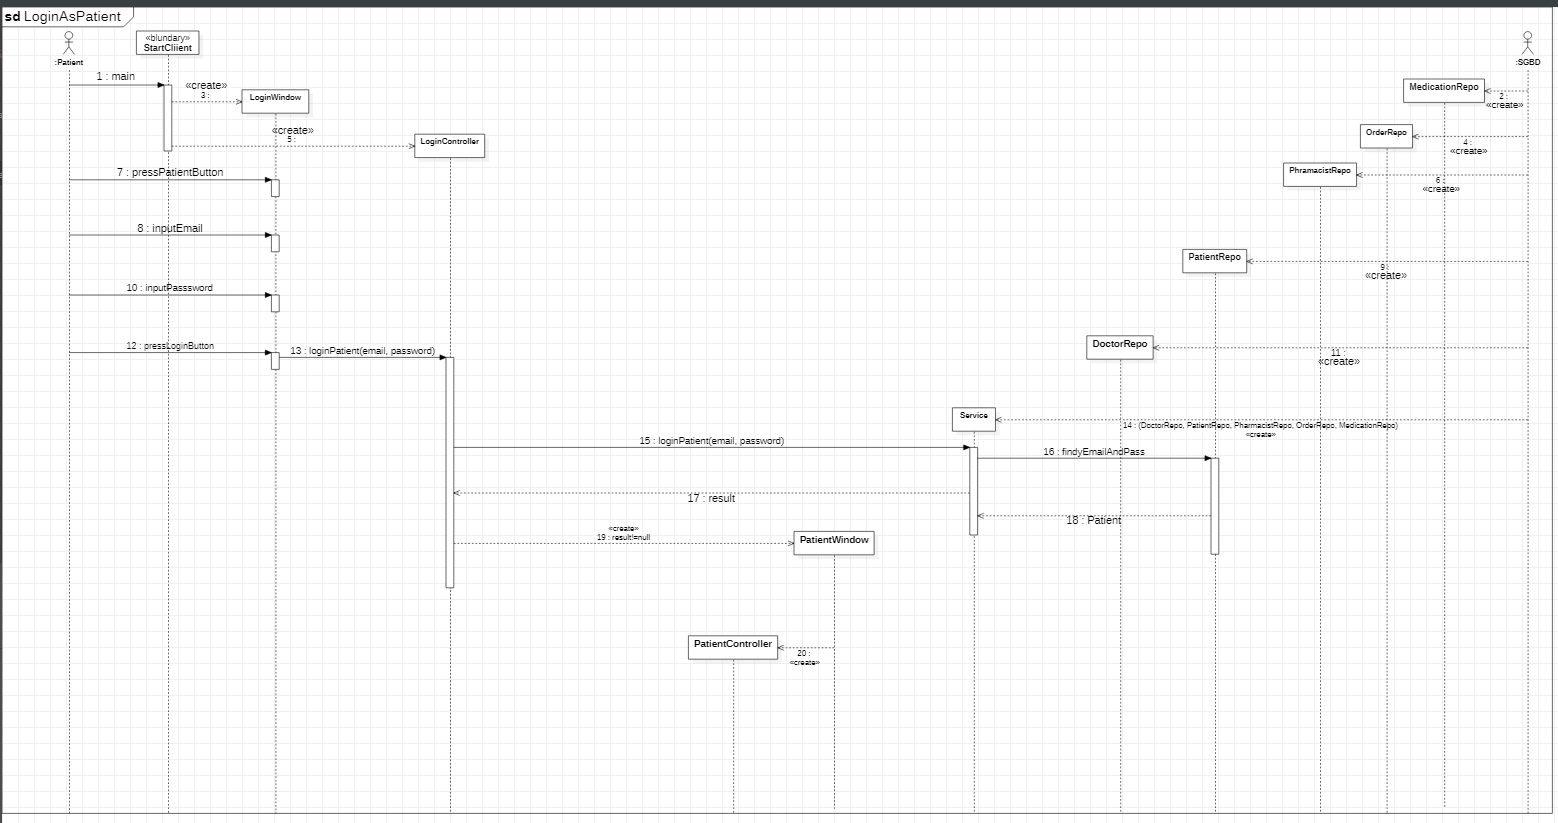 sd LoginAsPatient
:Patient
«blundary»
StartCliient
:SGBD
1 : main
«create»
3 :
LoginWindow
MedicationRepo
2 :
«create»
«create»
5 :
LoginController
OrderRepo
4 :
«create»
7 : pressPatientButton
PhramacistRepo
6 :
«create»
8 : inputEmail
PatientRepo
9 :
«create»
10 : inputPasssword
12 : pressLoginButton
13 : loginPatient(email, password)
DoctorRepo
11 :
«create»
Service
14 : (DoctorRepo, PatientRepo, PharmacistRepo, OrderRepo, MedicationRepo)
«create»
15 : loginPatient(email, password)
16 : findyEmailAndPass
17 : result
18 : Patient
«create»
19 : result!=null
PatientWindow
PatientController
20 :
«create»